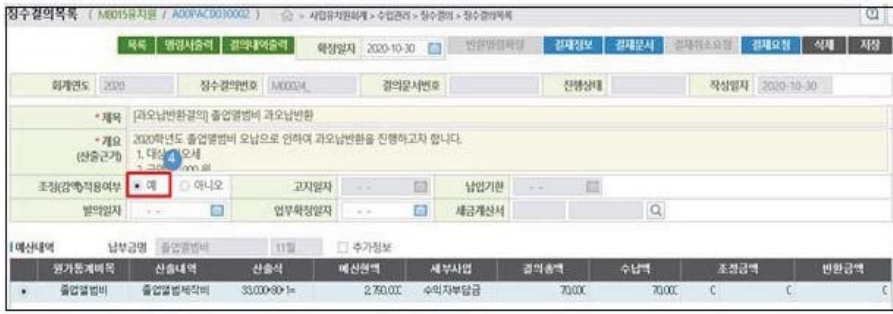 징수결의목록 ( M8015유치원 / A00PACD030002 ) > 사업유치원회계 > 수입관리 > 징수결의 > 징수결의목록
목록 명령서출력 결의내역출력 확정일자 2020-10-30 반환명령확정 결재정보 결재문서 결재취소요청 결재요청 삭제 저장
회계연도 2020 징수결의번호 M00024_ 결의문서번호 진행상태 작성일자 2020-10-30
* 제목 [과오납반환결의] 졸업앨범비 과오납반환
* 개요 2020학년도 졸업앨범비 오납으로 인하여 과오납반환을 진행하고자 합니다.
(산출근거) 1. 대상 오세
4
조정(감액)적용여부 예 아니오 고지일자 - - 납입기한 - -
발의일자 - - 업무확정일자 - - 세금계산서
예산내역 납부금명 졸업앨범비 11월 추가정보
원가통계비목 산출내역 산출식 예산현액 세부사업 결의총액 수납액 조정금액 반환금액
졸업앨범비 졸업앨범제작비 수익자부담금